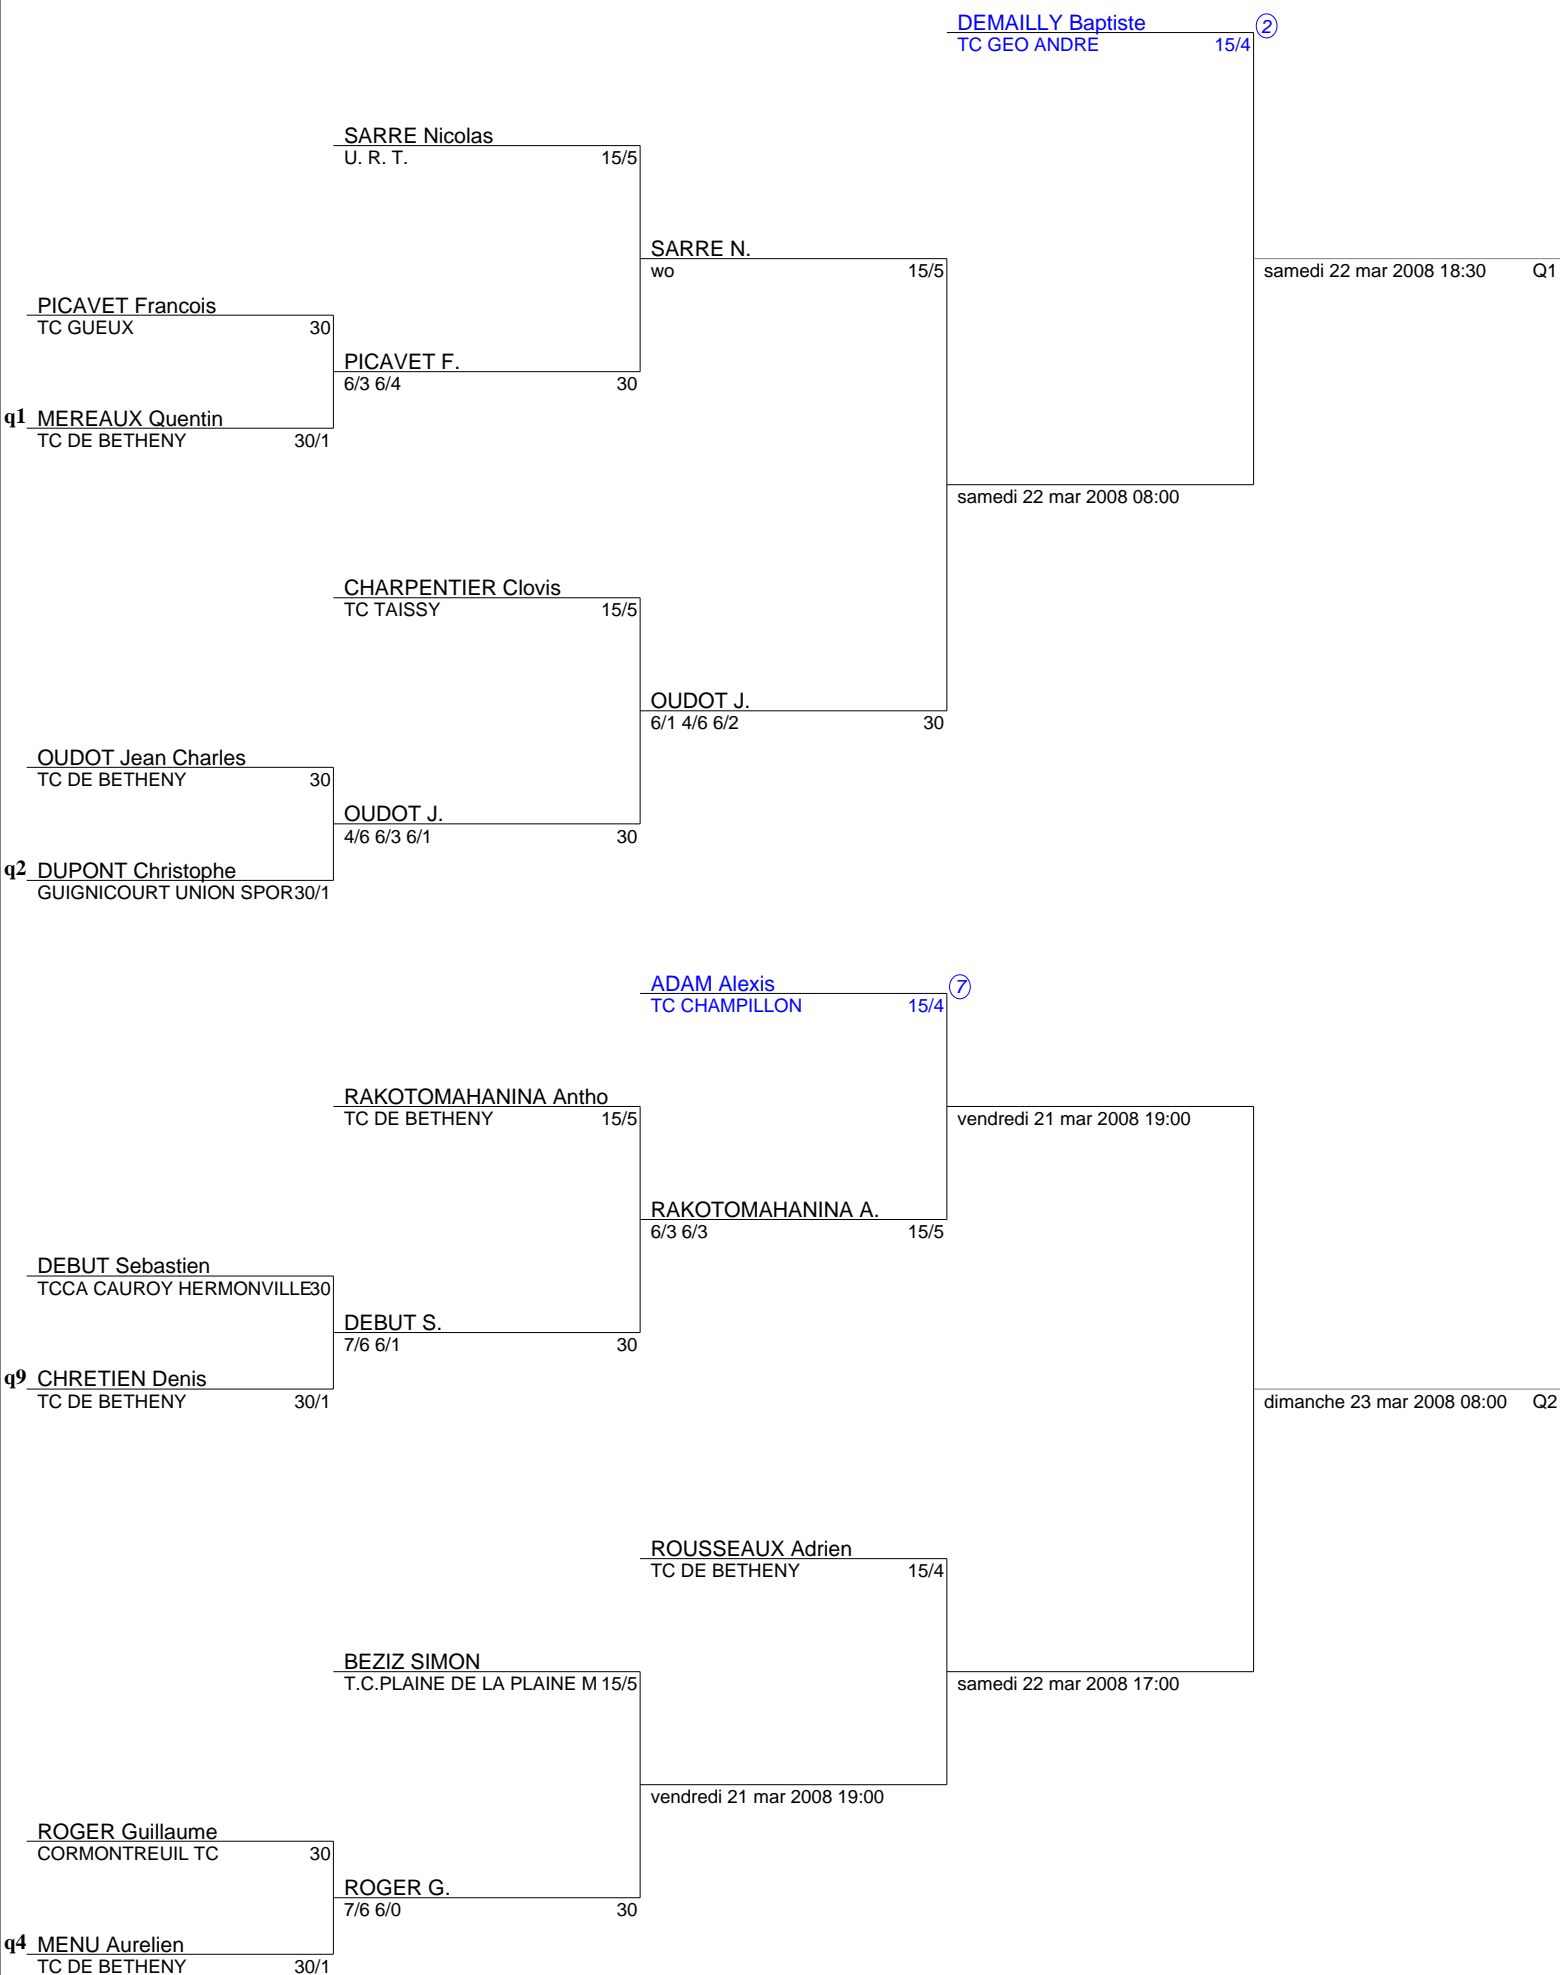 DEMAILLY Baptiste 2
TC GEO ANDRE 15/4
SARRE Nicolas
U. R. T. 15/5
SARRE N.
wo 15/5
samedi 22 mar 2008 18:30 Q1
PICAVET Francois
TC GUEUX 30
PICAVET F.
6/3 6/4 30
q1 MEREAUX Quentin
TC DE BETHENY 30/1
samedi 22 mar 2008 08:00
CHARPENTIER Clovis
TC TAISSY 15/5
OUDOT J.
6/1 4/6 6/2 30
OUDOT Jean Charles
TC DE BETHENY 30
OUDOT J.
4/6 6/3 6/1 30
q2 DUPONT Christophe
GUIGNICOURT UNION SPOR30/1
ADAM Alexis 7
TC CHAMPILLON 15/4
RAKOTOMAHANINA Antho
TC DE BETHENY 15/5
vendredi 21 mar 2008 19:00
RAKOTOMAHANINA A.
6/3 6/3 15/5
DEBUT Sebastien
TCCA CAUROY HERMONVILLE30
DEBUT S.
7/6 6/1 30
q9 CHRETIEN Denis
TC DE BETHENY 30/1
dimanche 23 mar 2008 08:00 Q2
ROUSSEAUX Adrien
TC DE BETHENY 15/4
BEZIZ SIMON
T.C.PLAINE DE LA PLAINE M 15/5
samedi 22 mar 2008 17:00
vendredi 21 mar 2008 19:00
ROGER Guillaume
CORMONTREUIL TC 30
ROGER G.
7/6 6/0 30
q4 MENU Aurelien
TC DE BETHENY 30/1